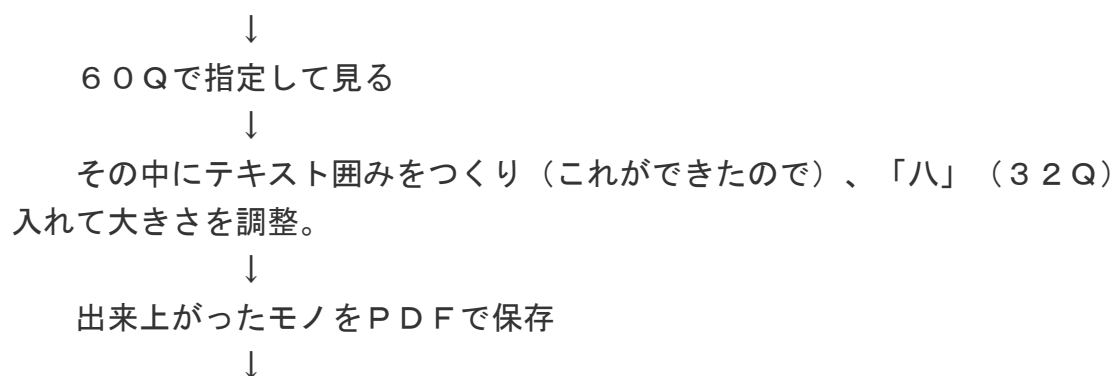 ↓
６０Ｑで指定して見る
↓
その中にテキスト囲みをつくり（これができたので）、「八」（３２Ｑ）
入れて大きさを調整。
↓
出来上がったモノをＰＤＦで保存
↓